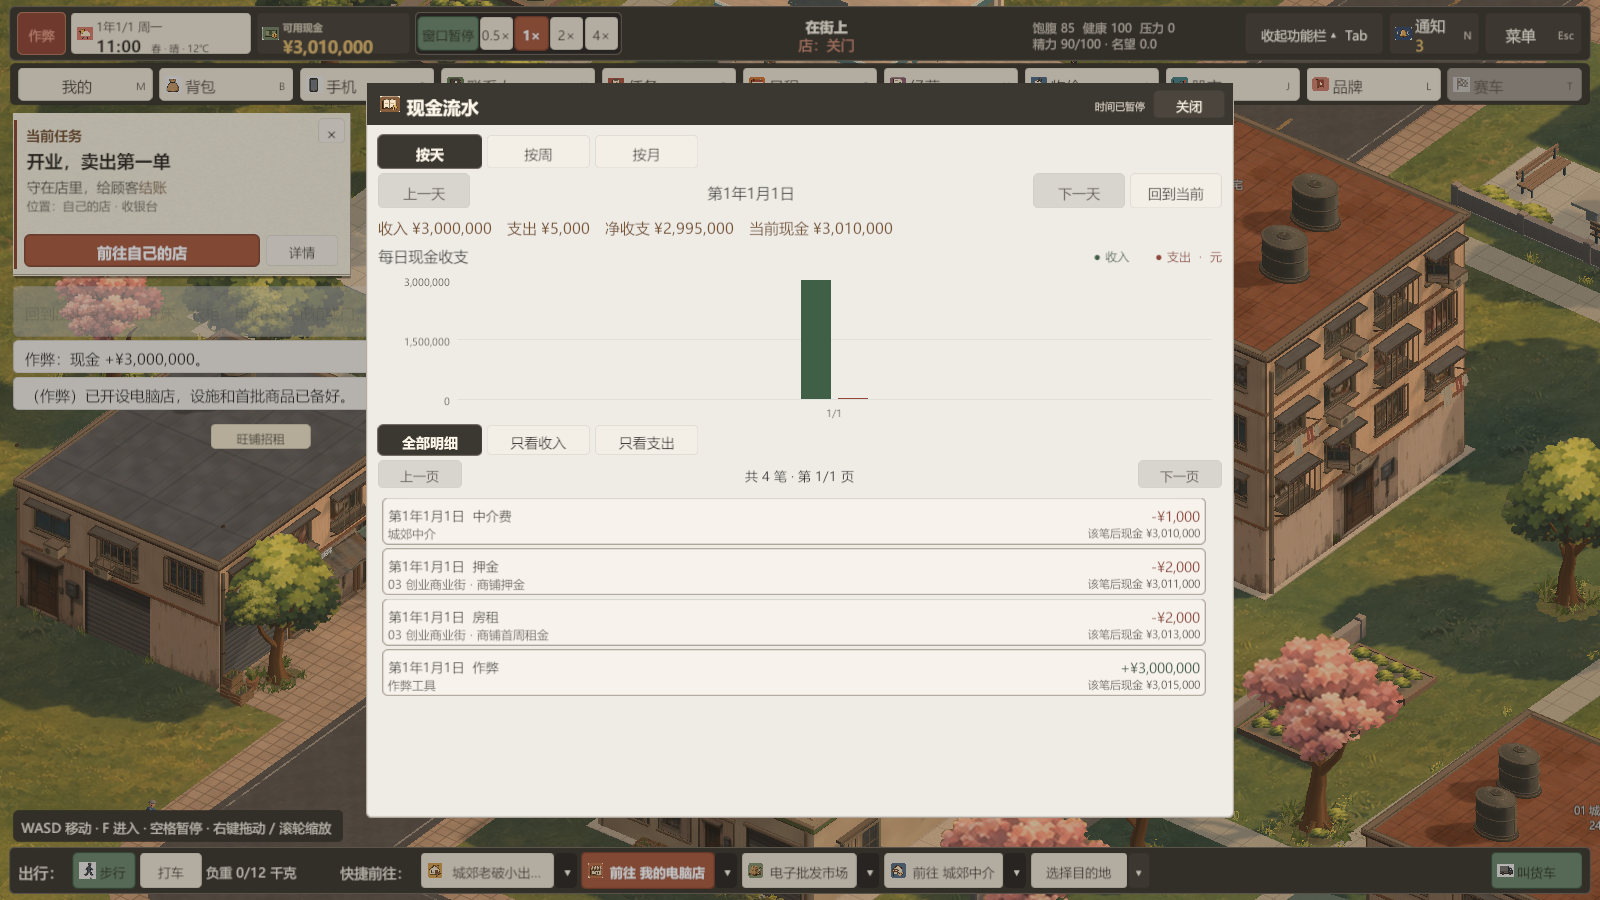 作弊
1年1/1 周一
11:00 春 · 晴 · 12°C
可用现金
¥3,010,000
窗口暂停 0.5× 1× 2× 4×
在街上
店：关门
饱腹 85 健康 100 压力 0
精力 90/100 · 名望 0.0
收起功能栏 ▴ Tab
通知
3
N
菜单 Esc
我的 M
背包 B
手机
J
品牌 L
赛车 T
当前任务
×
开业，卖出第一单
守在店里，给顾客结账
位置：自己的店 · 收银台
前往自己的店
详情
作弊：现金 +¥3,000,000。
（作弊）已开设电脑店，设施和首批商品已备好。
旺铺招租
现金流水
时间已暂停
关闭
按天
按周
按月
上一天
第1年1月1日
下一天
回到当前
收入 ¥3,000,000 支出 ¥5,000 净收支 ¥2,995,000 当前现金 ¥3,010,000
每日现金收支
● 收入 ● 支出 · 元
3,000,000
1,500,000
0
1/1
全部明细
只看收入
只看支出
上一页
共 4 笔 · 第 1/1 页
下一页
第1年1月1日 中介费 -¥1,000
城郊中介 该笔后现金 ¥3,010,000
第1年1月1日 押金 -¥2,000
03 创业商业街 · 商铺押金 该笔后现金 ¥3,011,000
第1年1月1日 房租 -¥2,000
03 创业商业街 · 商铺首周租金 该笔后现金 ¥3,013,000
第1年1月1日 作弊 +¥3,000,000
作弊工具 该笔后现金 ¥3,015,000
WASD 移动 · F 进入 · 空格暂停 · 右键拖动 / 滚轮缩放
01 城
24
出行：
步行
打车
负重 0/12 千克
快捷前往：
城郊老破小出... ▾
前往 我的电脑店 ▾
电子批发市场 ▾
前往 城郊中介 ▾
选择目的地 ▾
叫货车